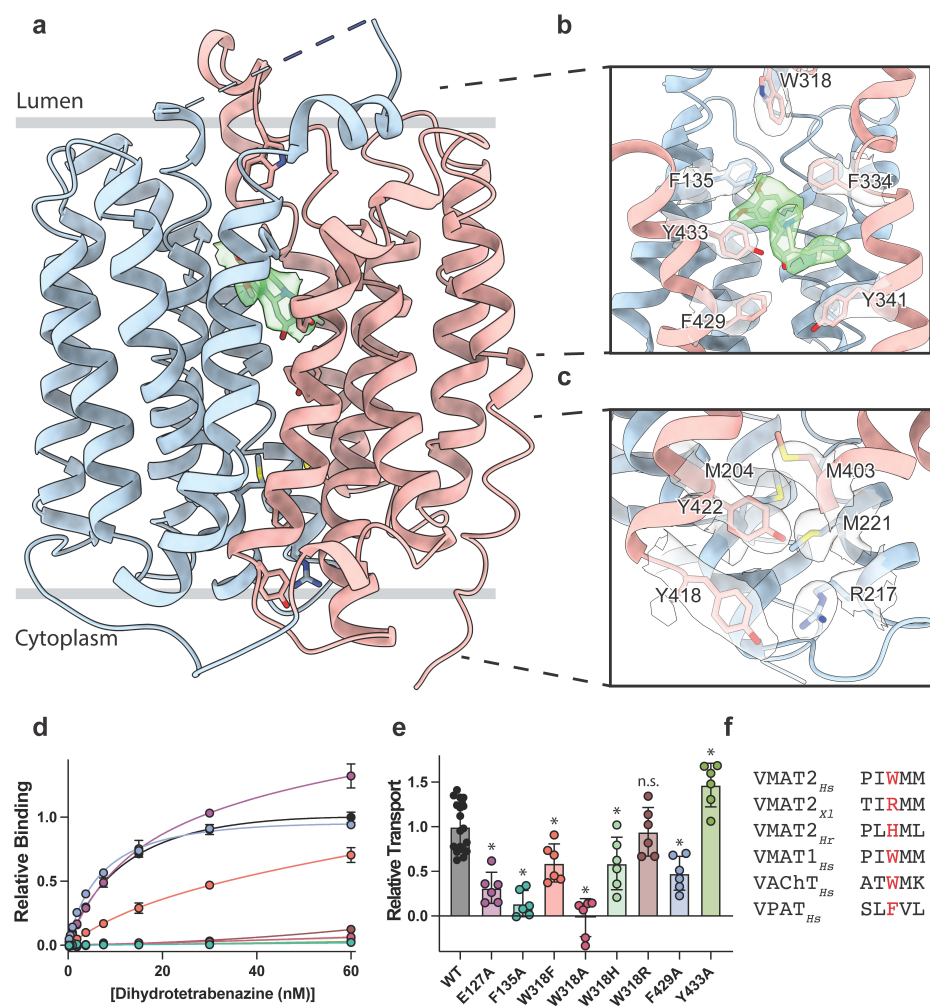 a
Lumen
Cytoplasm
b
W318
F135
F334
Y433
F429
Y341
c
M204
M403
Y422
M221
Y418
R217
d
Relative Binding
1.0
0.5
0.0
0
20
40
60
[Dihydrotetrabenazine (nM)]
e
Relative Transport
1.5
1.0
0.5
0.0
* * * * * n.s. * *
WT
E127A
F135A
W318F
W318A
W318H
W318R
F429A
Y433A
f
VMAT2Hs PIWMM
VMAT2Xl TIRMM
VMAT2Hr PLHML
VMAT1Hs PIWMM
VAChTHs ATWMK
VPATHs SLFVL